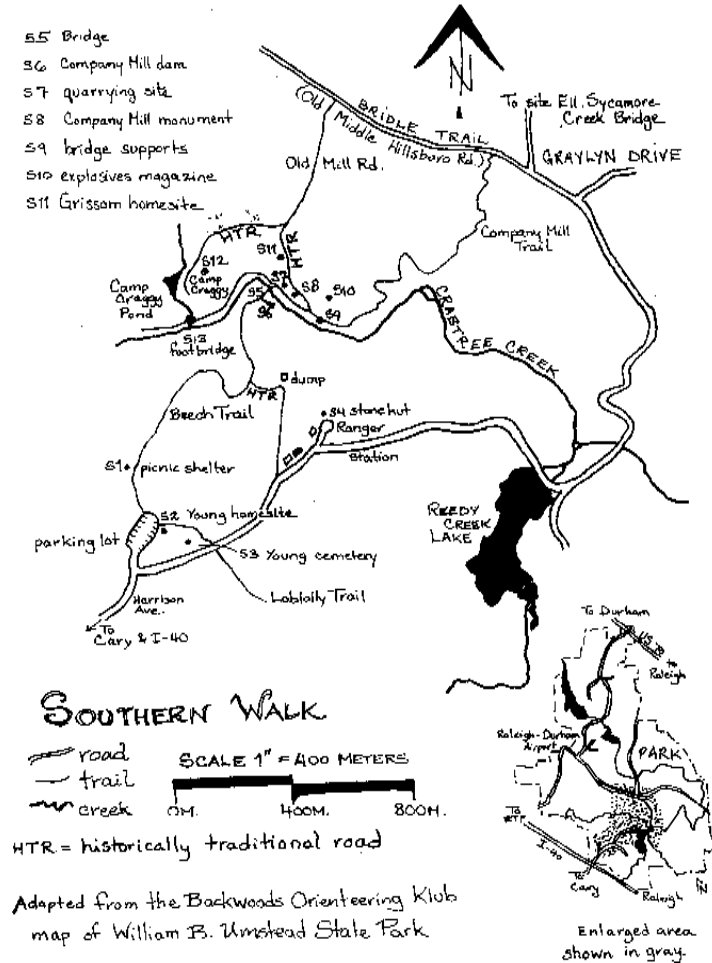 S5 Bridge
S6 Company Mill dam
S7 quarrying site
S8 Company Mill monument
S9 bridge supports
S10 explosives magazine
S11 Grissom homesite
N
To site E11, Sycamore
Creek Bridge
BRIDLE TRAIL
(Old Middle Hillsboro Rd.)
GRAYLYN DRIVE
Old Mill Rd.
Company Mill
Trail
HTR
HTR
S11
S12
Camp
Craggy
S7
S8
S10
S5
S6
S9
Camp
Craggy
Pond
S13
footbridge
CRABTREE CREEK
dump
HTR
Beech Trail
S4 stone hut
Ranger
Station
S1 picnic shelter
S2 Young homesite
parking lot
S3 Young cemetery
REEDY
CREEK
LAKE
Loblolly Trail
Harrison
Ave.
To
Cary & I-40
To Durham
US 70
to
Raleigh
Raleigh-Durham
Airport
PARK
To
RTP
I-40
To
Cary
Raleigh
N
SOUTHERN WALK
road
trail
creek
SCALE 1" = 400 METERS
0M. 400M. 800M.
HTR = historically traditional road
Adapted from the Backwoods Orienteering Klub
map of William B. Umstead State Park
Enlarged area
shown in gray.